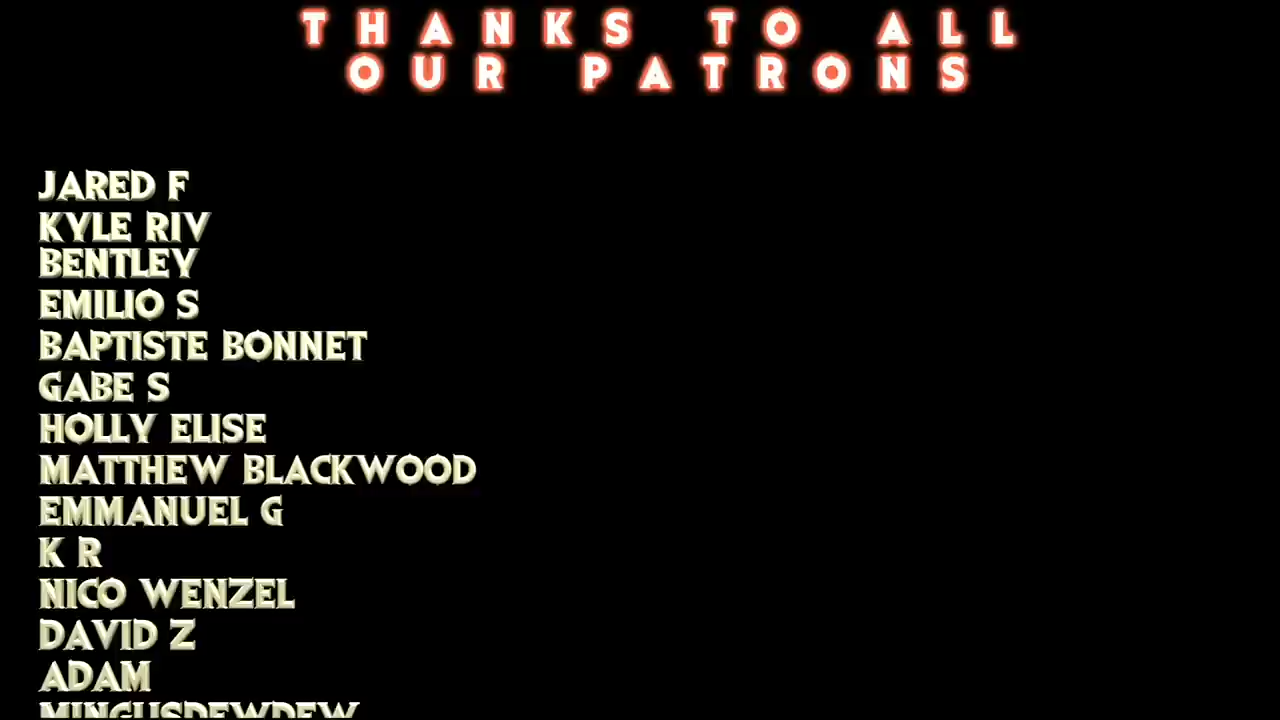 THANKS TO ALL
OUR PATRONS
JARED F
KYLE RIV
BENTLEY
EMILIO S
BAPTISTE BONNET
GABE S
HOLLY ELISE
MATTHEW BLACKWOOD
EMMANUEL G
K R
NICO WENZEL
DAVID Z
ADAM
MINGUSDEWDEW